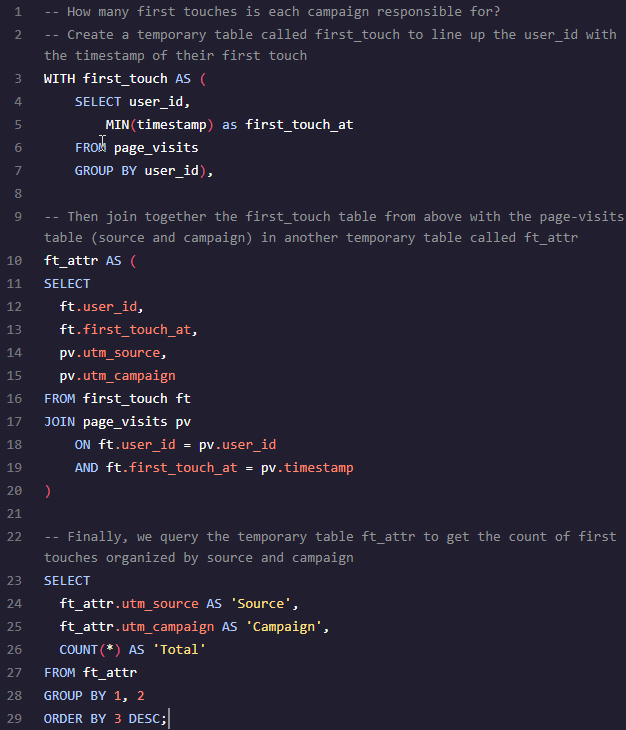 1 -- How many first touches is each campaign responsible for?
2 -- Create a temporary table called first_touch to line up the user_id with
the timestamp of their first touch
3 WITH first_touch AS (
4     SELECT user_id,
5         MIN(timestamp) as first_touch_at
6     FROM page_visits
7     GROUP BY user_id),
8
9 -- Then join together the first_touch table from above with the page-visits
table (source and campaign) in another temporary table called ft_attr
10 ft_attr AS (
11 SELECT
12   ft.user_id,
13   ft.first_touch_at,
14   pv.utm_source,
15   pv.utm_campaign
16 FROM first_touch ft
17 JOIN page_visits pv
18     ON ft.user_id = pv.user_id
19     AND ft.first_touch_at = pv.timestamp
20 )
21
22 -- Finally, we query the temporary table ft_attr to get the count of first
touches organized by source and campaign
23 SELECT
24   ft_attr.utm_source AS 'Source',
25   ft_attr.utm_campaign AS 'Campaign',
26   COUNT(*) AS 'Total'
27 FROM ft_attr
28 GROUP BY 1, 2
29 ORDER BY 3 DESC;